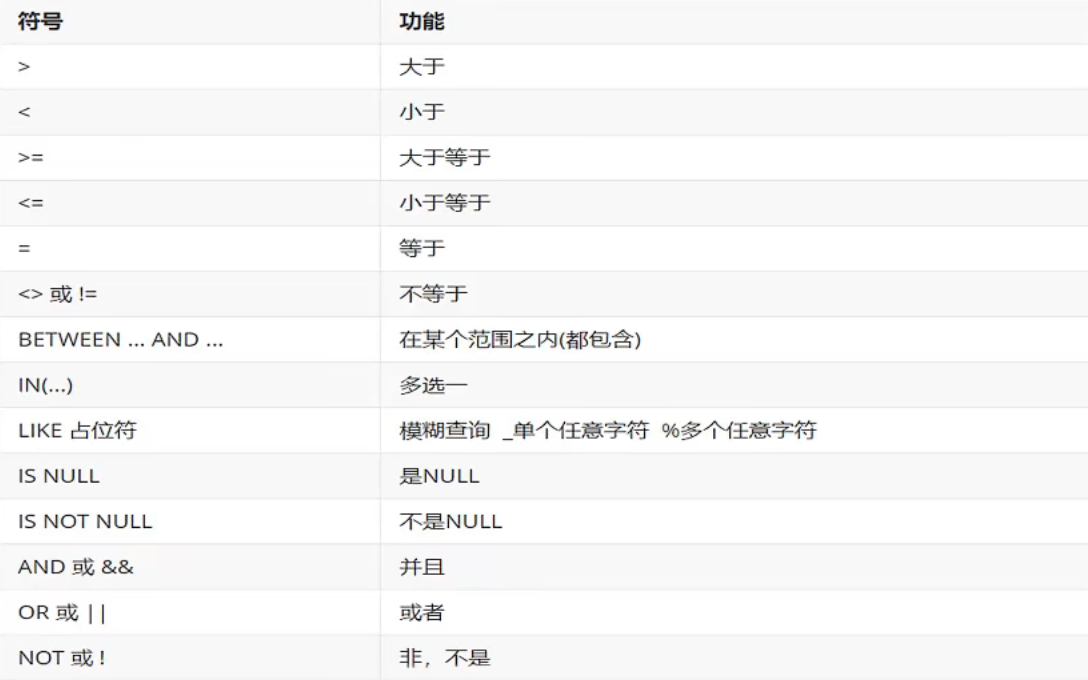 符号 功能
> 大于
< 小于
>= 大于等于
<= 小于等于
= 等于
<> 或 != 不等于
BETWEEN ... AND ... 在某个范围之内(都包含)
IN(...) 多选一
LIKE 占位符 模糊查询 _单个任意字符 %多个任意字符
IS NULL 是NULL
IS NOT NULL 不是NULL
AND 或 && 并且
OR 或 || 或者
NOT 或 ! 非，不是